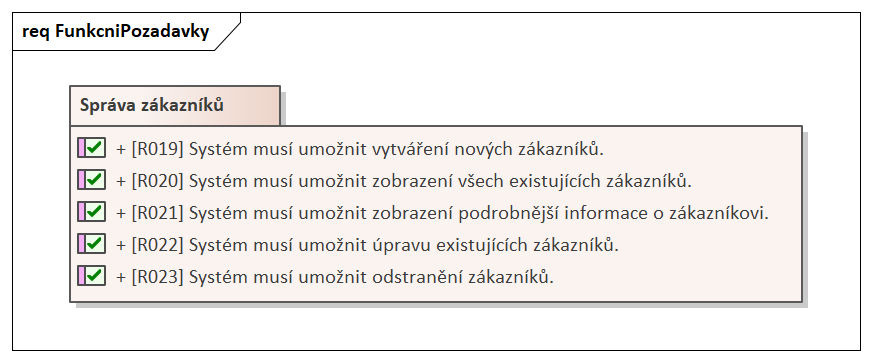 req FunkcniPozadavky
Správa zákazníků
+ [R019] Systém musí umožnit vytváření nových zákazníků.
+ [R020] Systém musí umožnit zobrazení všech existujících zákazníků.
+ [R021] Systém musí umožnit zobrazení podrobnější informace o zákazníkovi.
+ [R022] Systém musí umožnit úpravu existujících zákazníků.
+ [R023] Systém musí umožnit odstranění zákazníků.